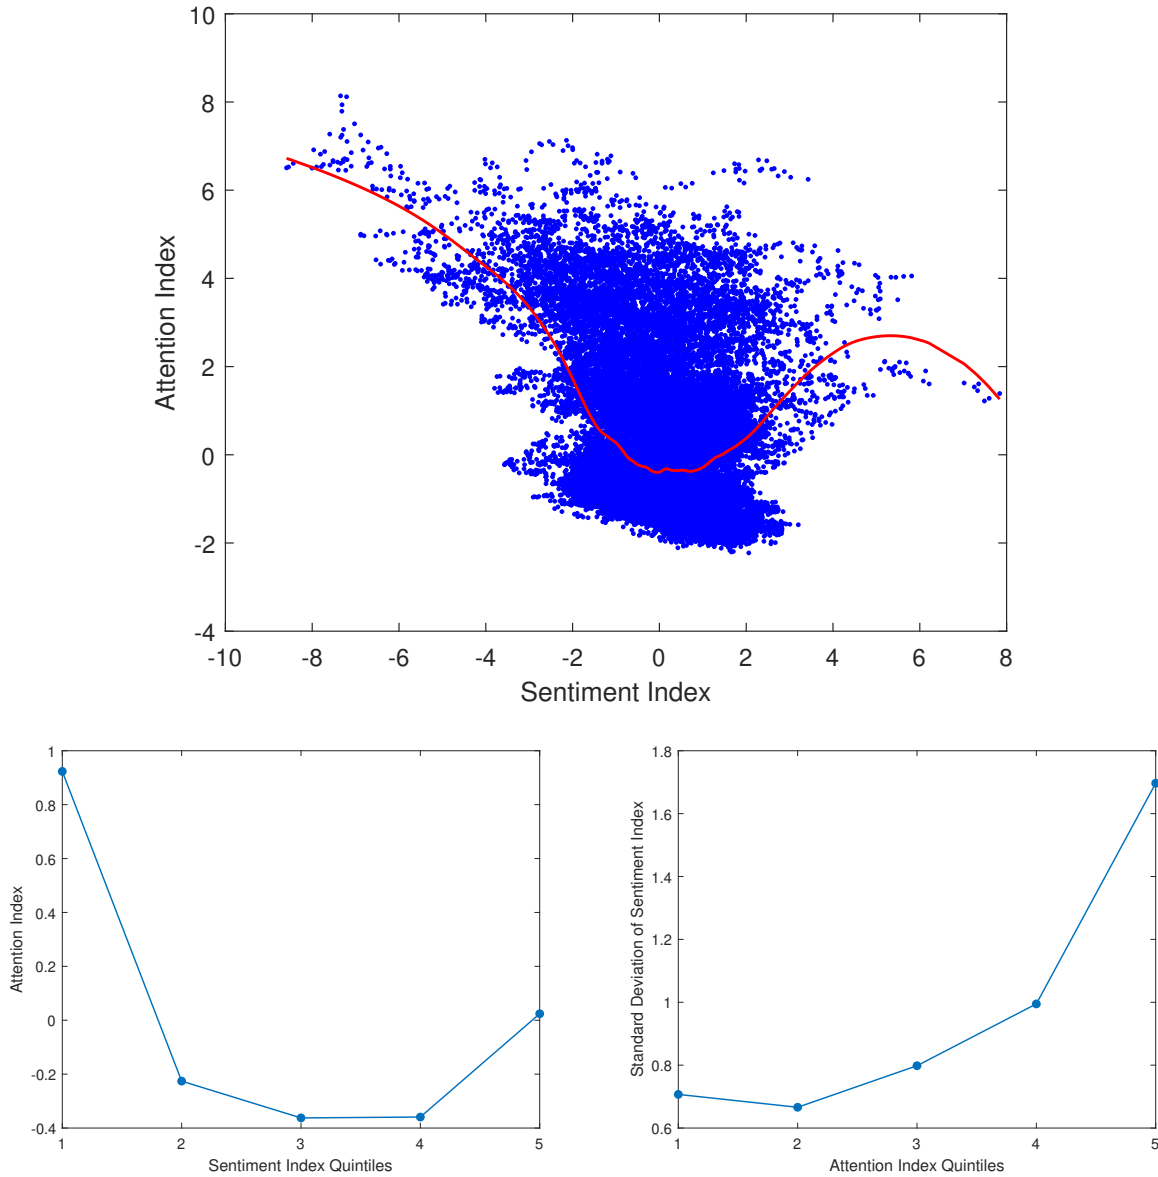 10
8
6
4
2
0
-2
-4
Attention Index
-10 -8 -6 -4 -2 0 2 4 6 8
Sentiment Index
1
0.8
0.6
0.4
0.2
0
-0.2
-0.4
Attention Index
1 2 3 4 5
Sentiment Index Quintiles
1.8
1.6
1.4
1.2
1
0.8
0.6
Standard Deviation of Sentiment Index
1 2 3 4 5
Attention Index Quintiles